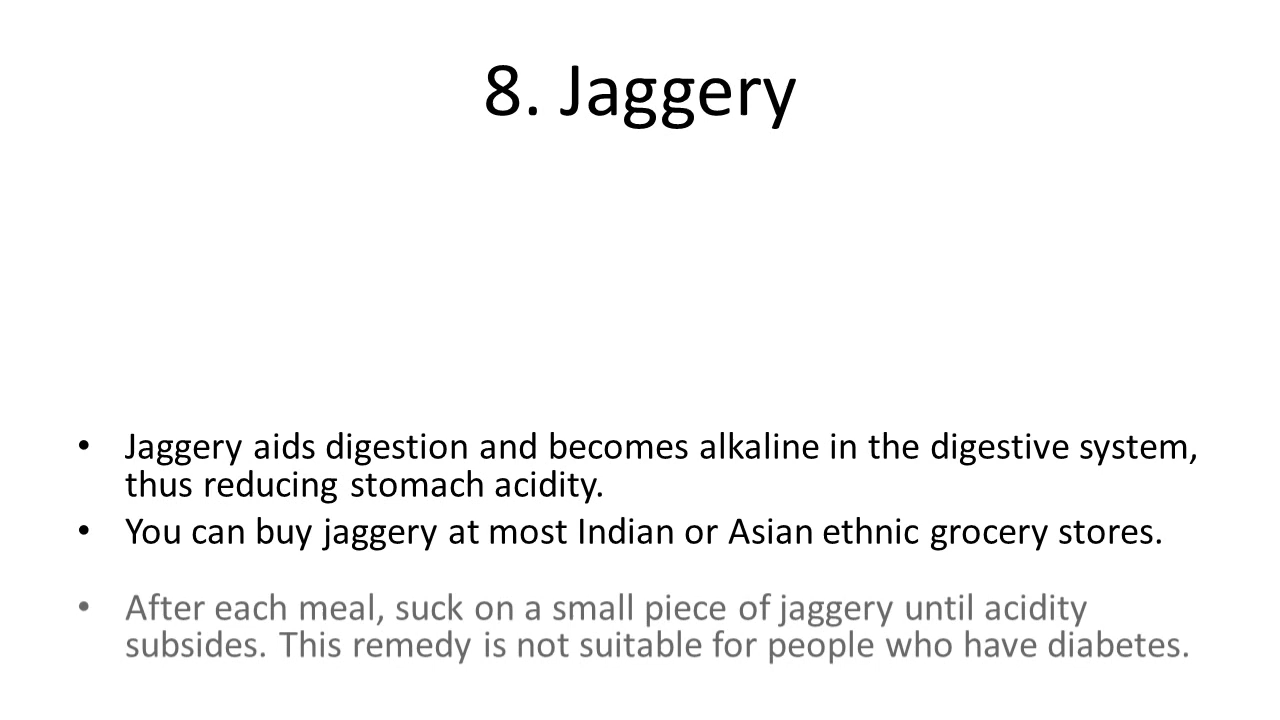 8. Jaggery
• Jaggery aids digestion and becomes alkaline in the digestive system,
thus reducing stomach acidity.
• You can buy jaggery at most Indian or Asian ethnic grocery stores.
• After each meal, suck on a small piece of jaggery until acidity
subsides. This remedy is not suitable for people who have diabetes.